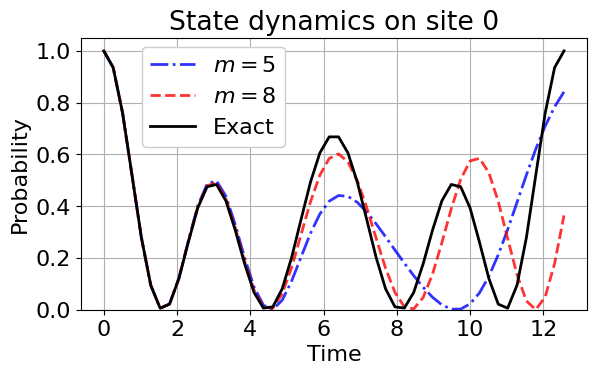 State dynamics on site 0
Probability
1.0
0.8
0.6
0.4
0.2
0.0
m = 5
m = 8
Exact
0 2 4 6 8 10 12
Time